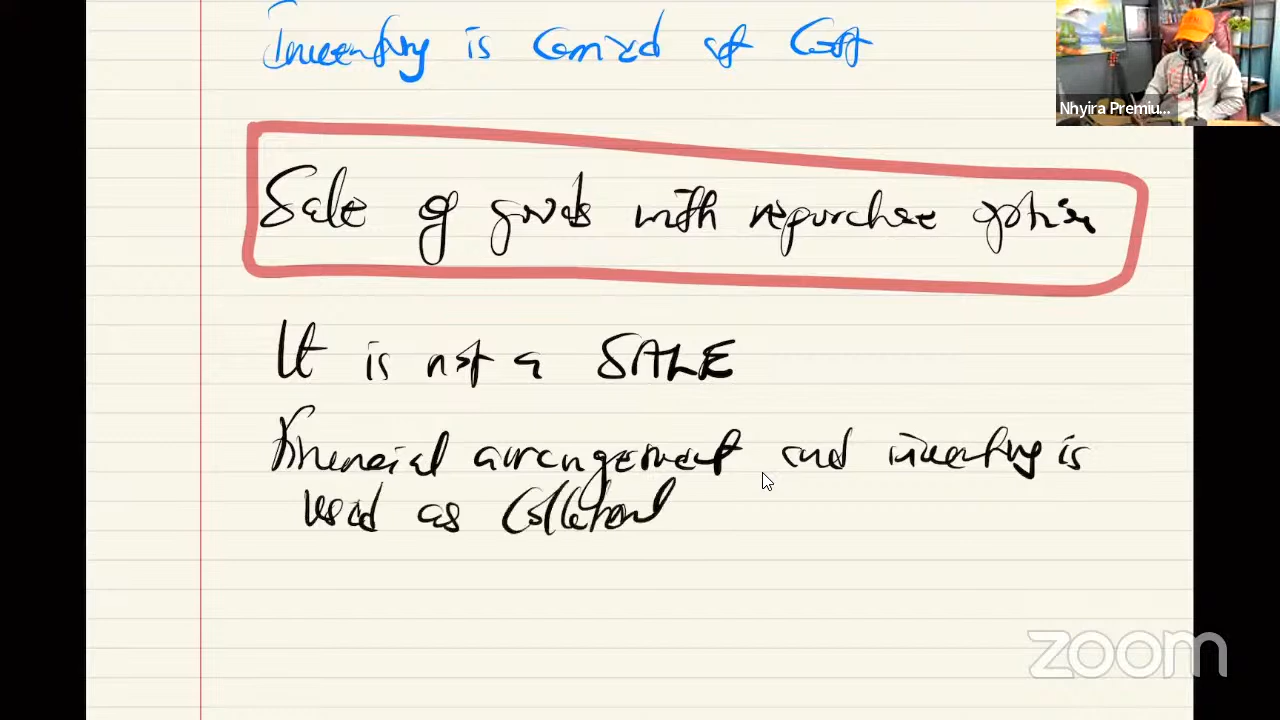 Inventory is carried at Cost
Nhyira Premiu...
Sale of goods with repurchase option
It is not a SALE
Financial arrangement and inventory is
used as Collateral
zoom